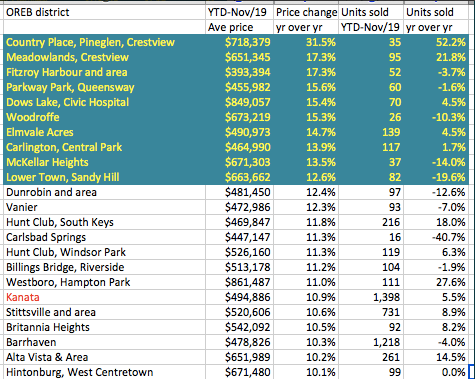 OREB district YTD-Nov/19 Price change Units sold Units sold
Ave price yr over yr YTD-Nov/19 yr over yr
Country Place, Pineglen, Crestview $718,379 31.5% 35 52.2%
Meadowlands, Crestview $651,345 17.3% 95 21.8%
Fitzroy Harbour and area $393,394 17.3% 52 -3.7%
Parkway Park, Queensway $455,982 15.6% 60 -1.6%
Dows Lake, Civic Hospital $849,057 15.4% 70 4.5%
Woodroffe $673,219 15.3% 26 -10.3%
Elmvale Acres $490,973 14.7% 139 4.5%
Carlington, Central Park $464,990 13.9% 117 1.7%
McKellar Heights $671,303 13.5% 37 -14.0%
Lower Town, Sandy Hill $663,662 12.6% 82 -19.6%
Dunrobin and area $481,450 12.4% 97 -12.6%
Vanier $472,986 12.3% 93 -7.0%
Hunt Club, South Keys $469,847 11.8% 216 18.0%
Carlsbad Springs $447,147 11.3% 16 -40.7%
Hunt Club, Windsor Park $526,160 11.3% 119 6.3%
Billings Bridge, Riverside $513,178 11.2% 104 -1.9%
Westboro, Hampton Park $861,487 11.0% 111 27.6%
Kanata $494,886 10.9% 1,398 5.5%
Stittsville and area $520,606 10.6% 731 8.9%
Britannia Heights $542,092 10.5% 92 8.2%
Barrhaven $478,826 10.3% 1,218 -4.0%
Alta Vista & Area $651,989 10.2% 261 14.5%
Hintonburg, West Centretown $671,480 10.1% 99 0.0%